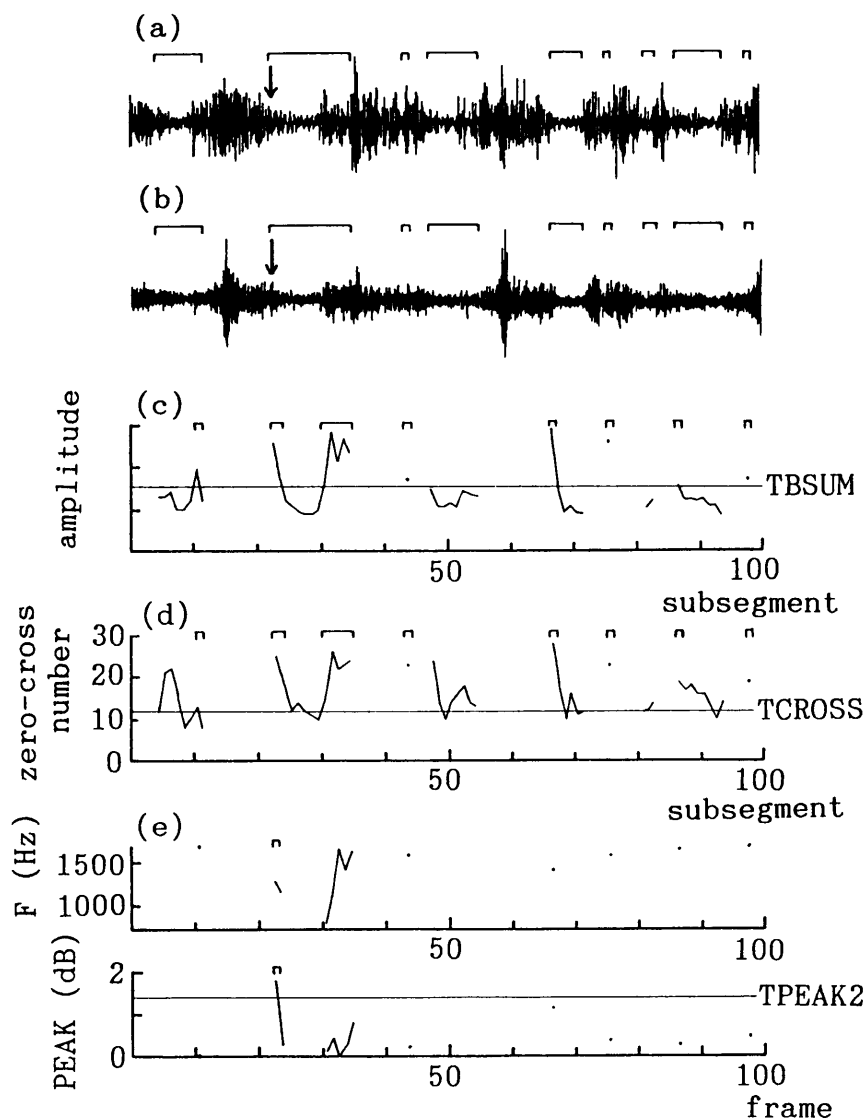 (a)
(b)
(c)
amplitude
TBSUM
50
100
subsegment
(d)
zero-cross
number
30
20
10
0
TCROSS
50
100
subsegment
(e)
F (Hz)
1500
1000
50
100
PEAK (dB)
2
0
TPEAK2
50
100
frame